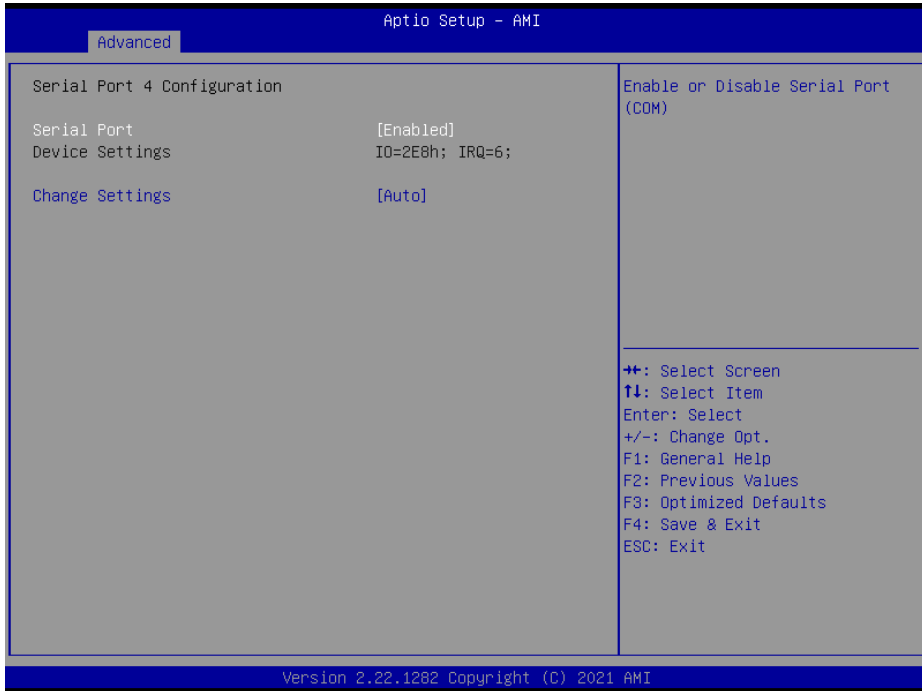 Aptio Setup – AMI
Advanced
Serial Port 4 Configuration
Serial Port [Enabled]
Device Settings IO=2E8h; IRQ=6;
Change Settings [Auto]
Enable or Disable Serial Port
(COM)
→←: Select Screen
↑↓: Select Item
Enter: Select
+/-: Change Opt.
F1: General Help
F2: Previous Values
F3: Optimized Defaults
F4: Save & Exit
ESC: Exit
Version 2.22.1282 Copyright (C) 2021 AMI